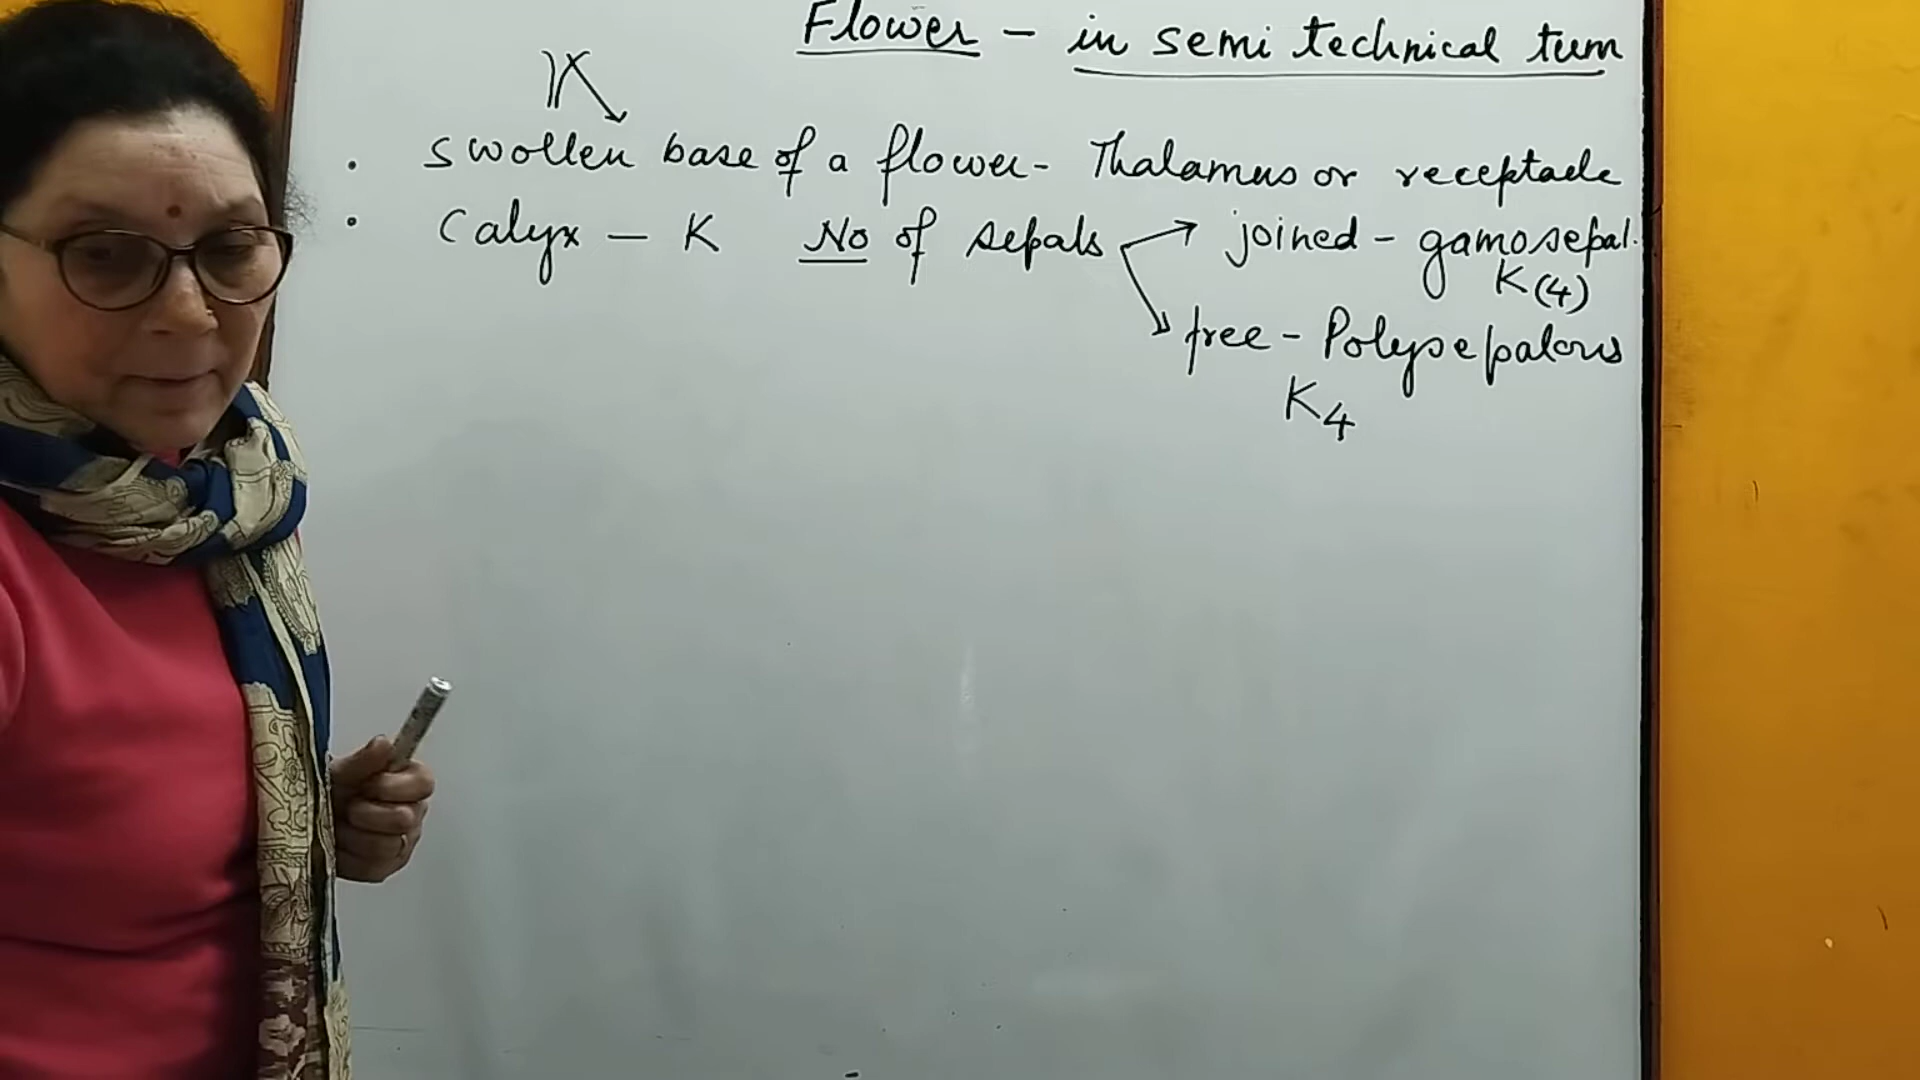 Flower - in semi technical term
• swollen base of a flower - Thalamus or receptacle
• Calyx - K No of sepals → joined - gamosepal.
K(4)
free - Polysepalous
K4